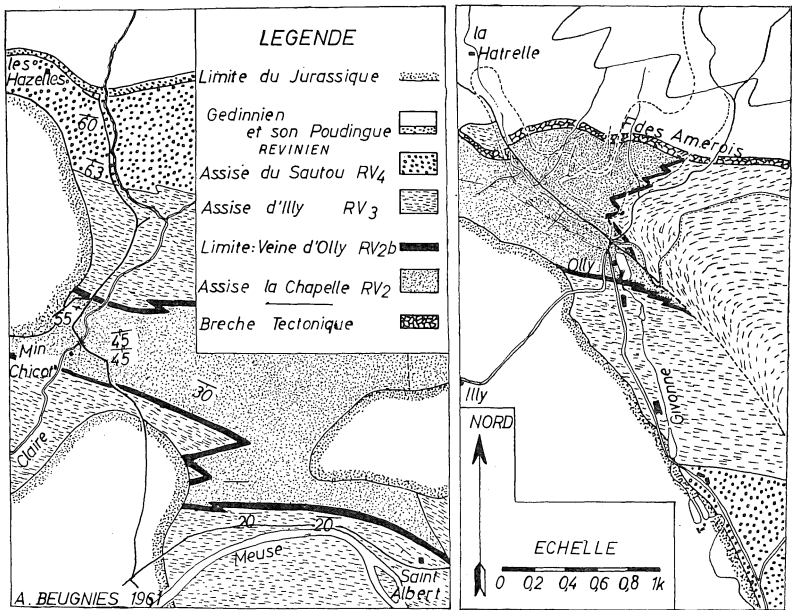 les
Hazelles
60
63
55
45
45
Min
Chicot
30
Claire
20
20
Meuse
Saint
Albert
A. BEUGNIES 1961
LEGENDE
Limite du Jurassique
Gedinnien
et son Poudingue
REVINIEN
Assise du Sautou RV4
Assise d'Illy RV3
Limite: Veine d'Olly RV2b
Assise la Chapelle RV2
Breche Tectonique
la
Hatrelle
des Amerois
Olly
Illy
Givonne
NORD
ECHELLE
0 0,2 0,4 0,6 0,8 1k